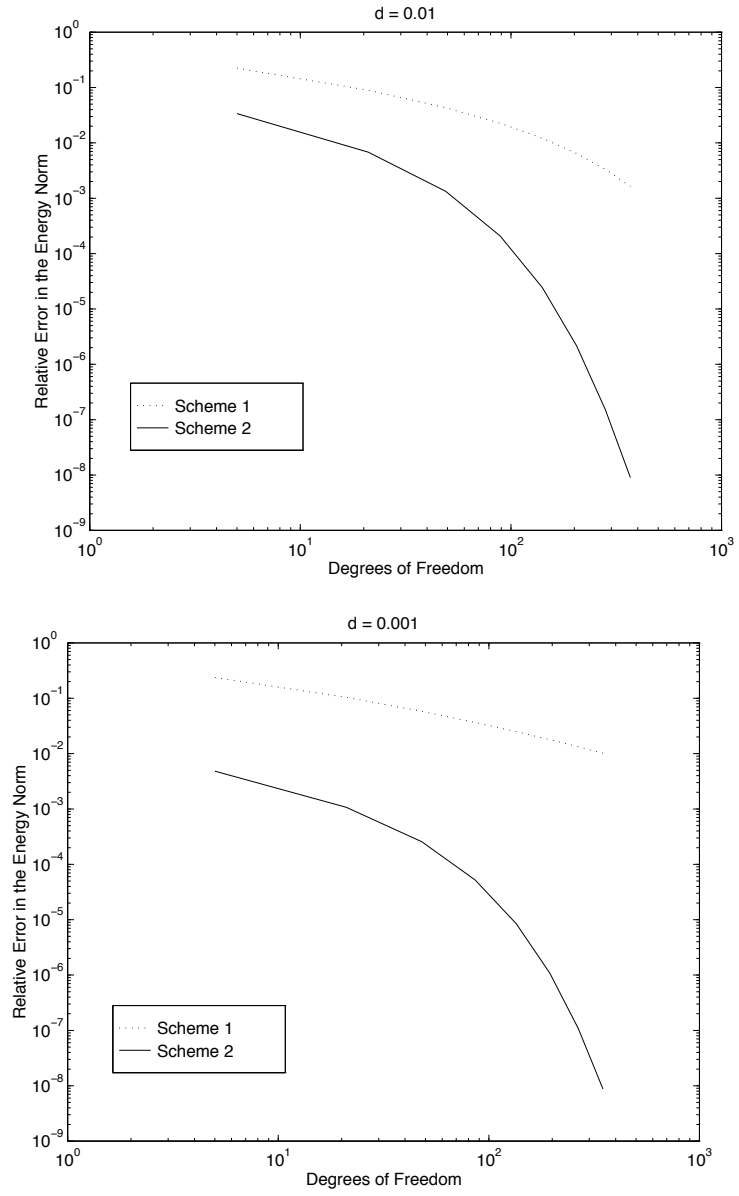 d = 0.01
10^0
10^-1
10^-2
10^-3
10^-4
10^-5
10^-6
10^-7
10^-8
10^-9
Relative Error in the Energy Norm
Scheme 1
Scheme 2
10^0 10^1 10^2 10^3
Degrees of Freedom
d = 0.001
10^0
10^-1
10^-2
10^-3
10^-4
10^-5
10^-6
10^-7
10^-8
10^-9
Relative Error in the Energy Norm
Scheme 1
Scheme 2
10^0 10^1 10^2 10^3
Degrees of Freedom